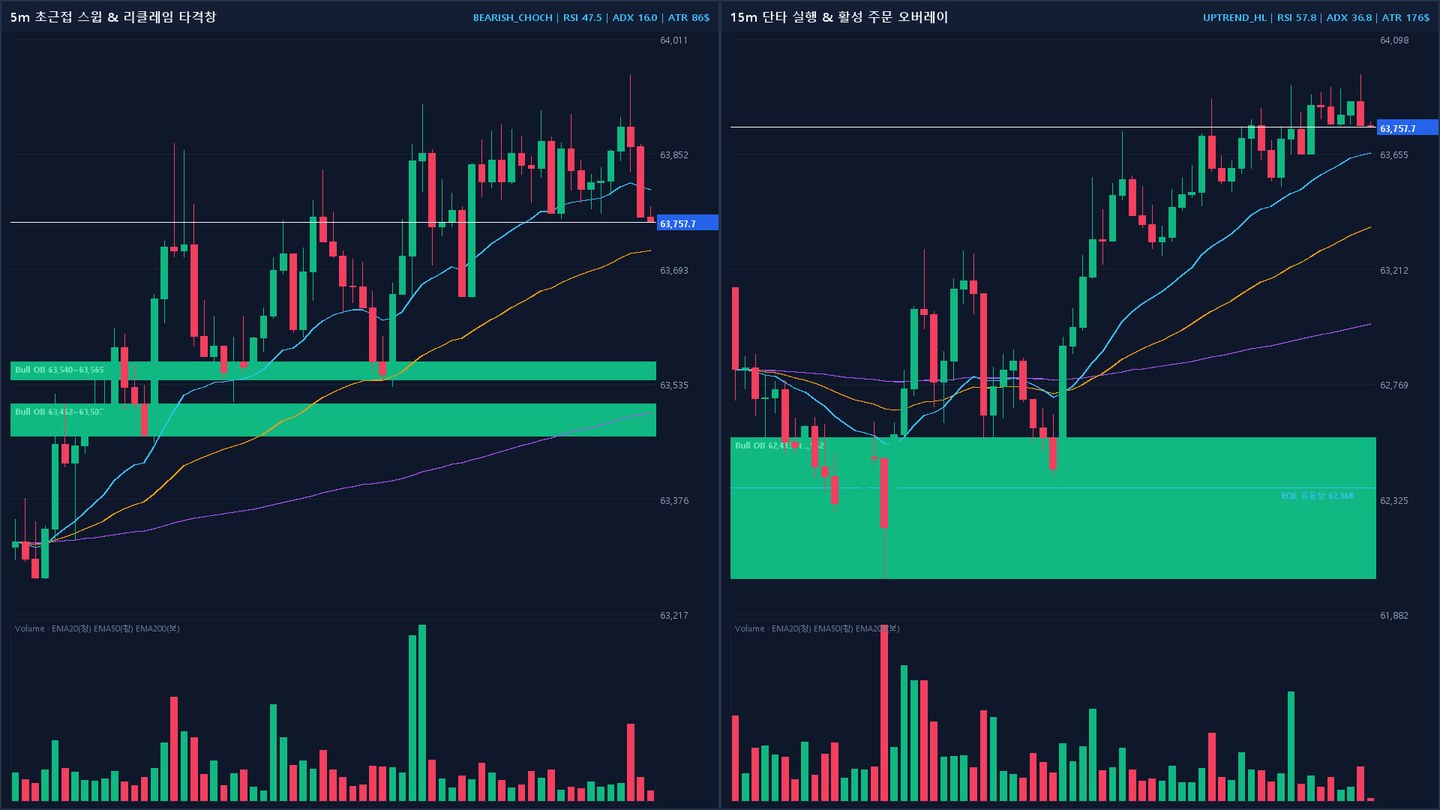 5m 초근접 스윕 & 리클레임 타격창
BEARISH_CHOCH | RSI 47.5 | ADX 16.0 | ATR 86$
64,011
63,852
63,757.7
63,693
Bull OB 63,540~63,565
63,535
Bull OB 63,462~63,507
63,376
63,217
Volume · EMA20(청) EMA50(황) EMA200(보)
15m 단타 실행 & 활성 주문 오버레이
UPTREND_HL | RSI 57.8 | ADX 36.8 | ATR 176$
64,098
63,757.7
63,655
63,212
62,769
Bull OB
EQL 유동성 62,368
62,325
61,882
Volume · EMA20(청) EMA50(황) EMA200(보)